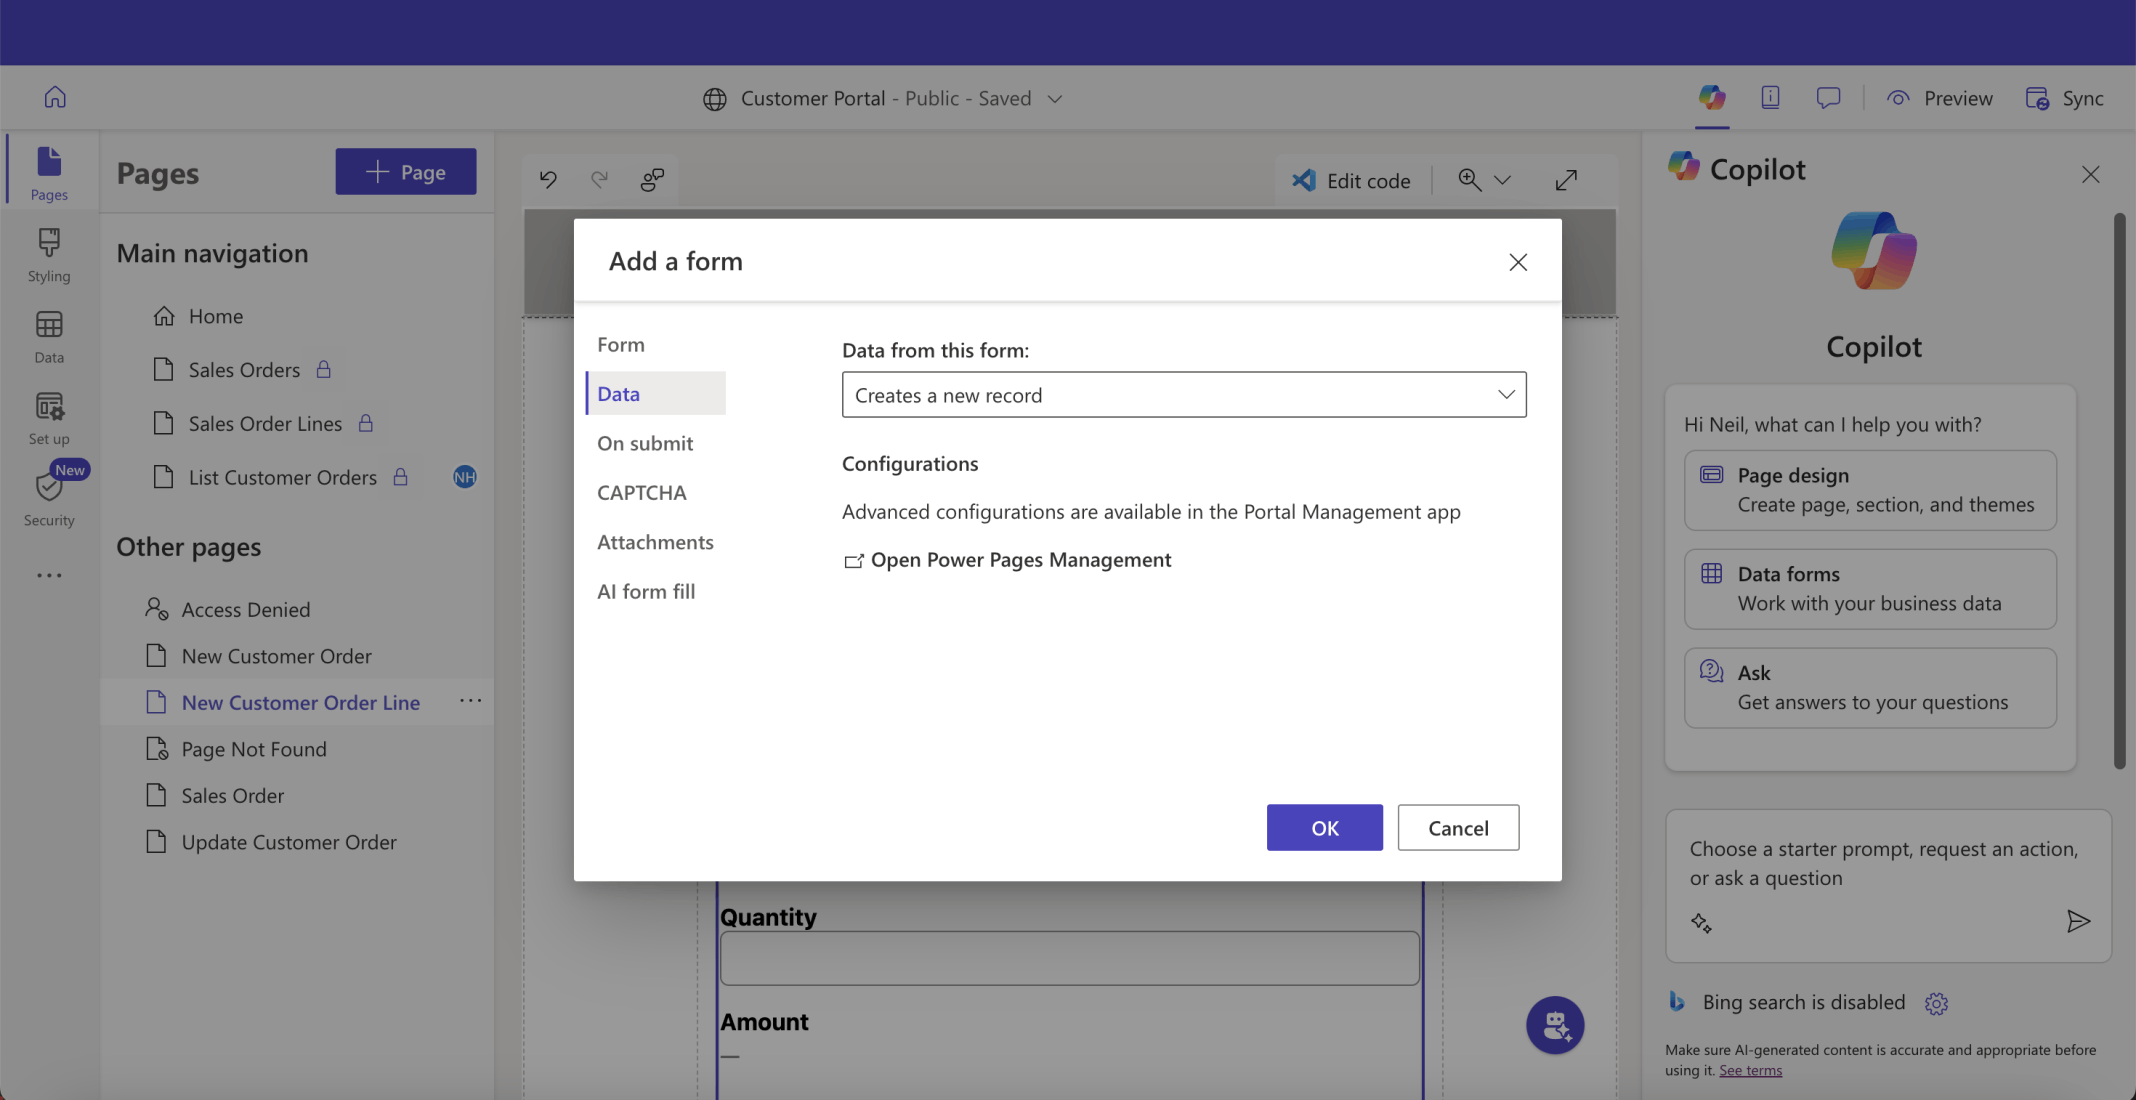 Customer Portal - Public - Saved
Preview
Sync
Pages
Styling
Data
Set up
New
Security
Pages
Page
Main navigation
Home
Sales Orders
Sales Order Lines
List Customer Orders
NH
Other pages
Access Denied
New Customer Order
New Customer Order Line
Page Not Found
Sales Order
Update Customer Order
Edit code
Add a form
Form
Data
On submit
CAPTCHA
Attachments
AI form fill
Data from this form:
Creates a new record
Configurations
Advanced configurations are available in the Portal Management app
Open Power Pages Management
OK
Cancel
Quantity
Amount
—
Copilot
Copilot
Hi Neil, what can I help you with?
Page design
Create page, section, and themes
Data forms
Work with your business data
Ask
Get answers to your questions
Choose a starter prompt, request an action,
or ask a question
Bing search is disabled
Make sure AI-generated content is accurate and appropriate before
using it. See terms